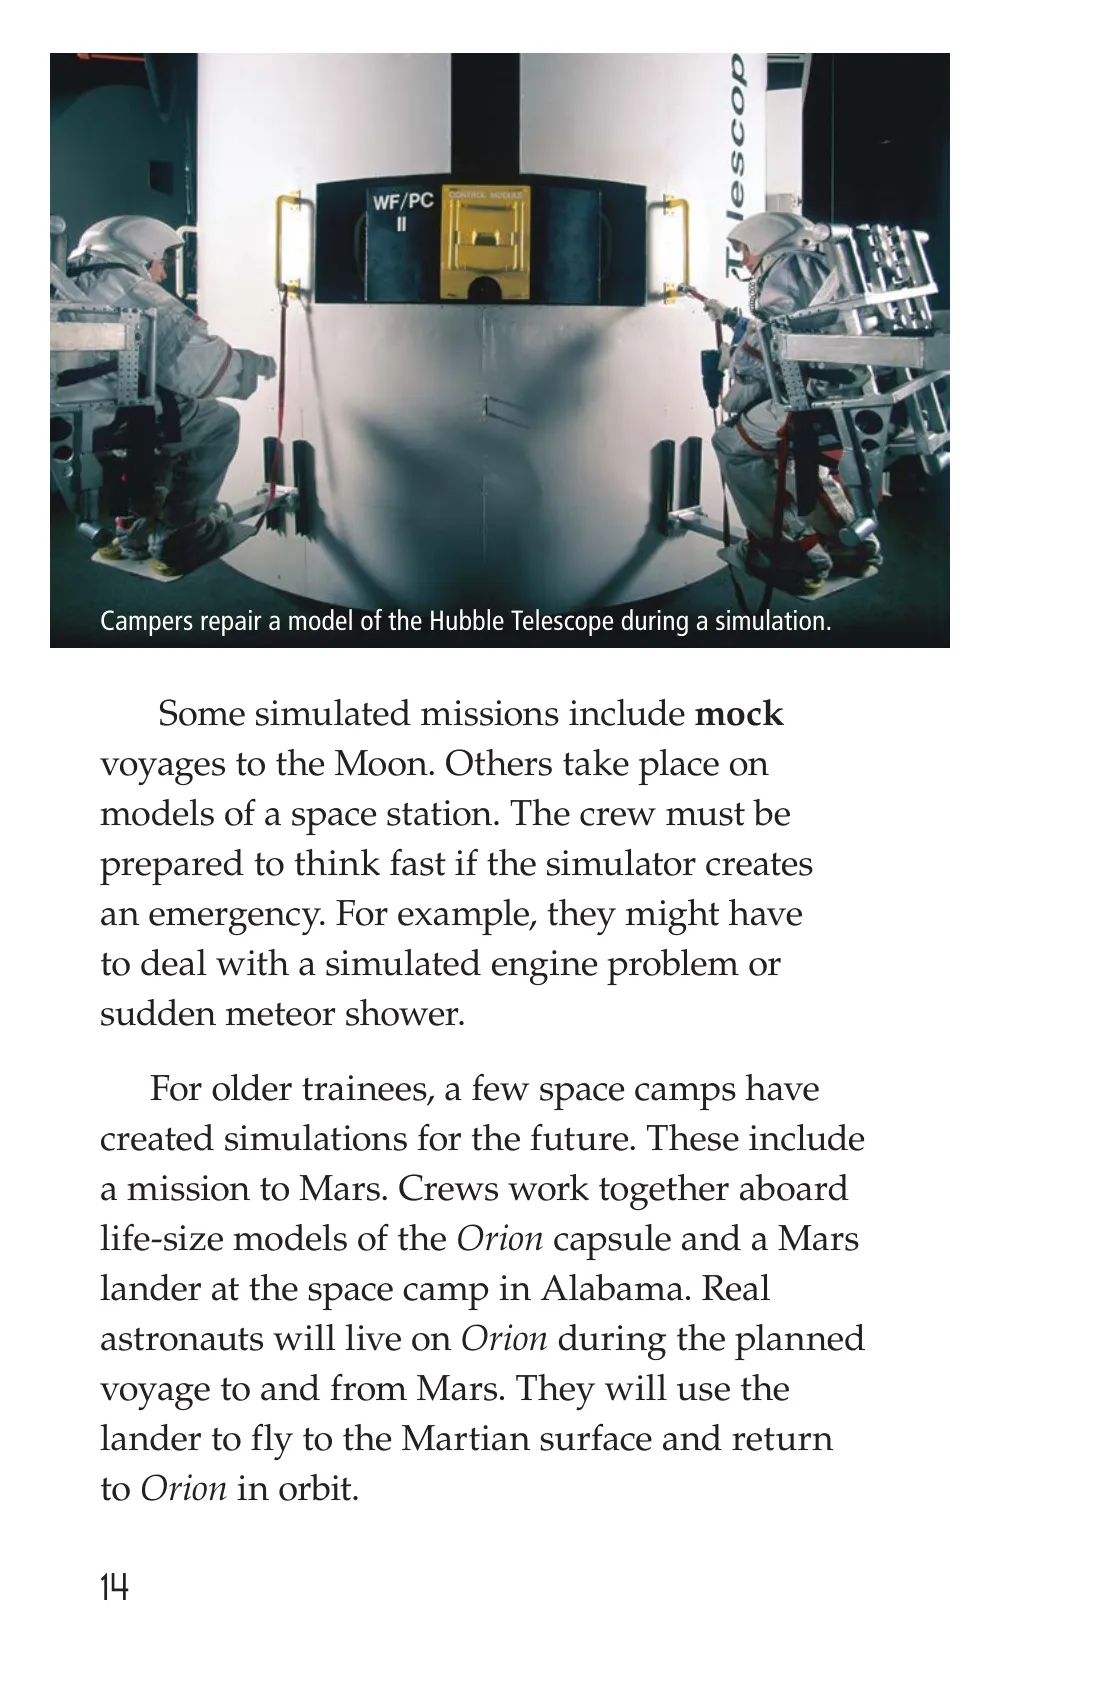 Telescop
WF/PC
II
CONTROL MODULE
Campers repair a model of the Hubble Telescope during a simulation.
Some simulated missions include mock
voyages to the Moon. Others take place on
models of a space station. The crew must be
prepared to think fast if the simulator creates
an emergency. For example, they might have
to deal with a simulated engine problem or
sudden meteor shower.
For older trainees, a few space camps have
created simulations for the future. These include
a mission to Mars. Crews work together aboard
life-size models of the Orion capsule and a Mars
lander at the space camp in Alabama. Real
astronauts will live on Orion during the planned
voyage to and from Mars. They will use the
lander to fly to the Martian surface and return
to Orion in orbit.
14